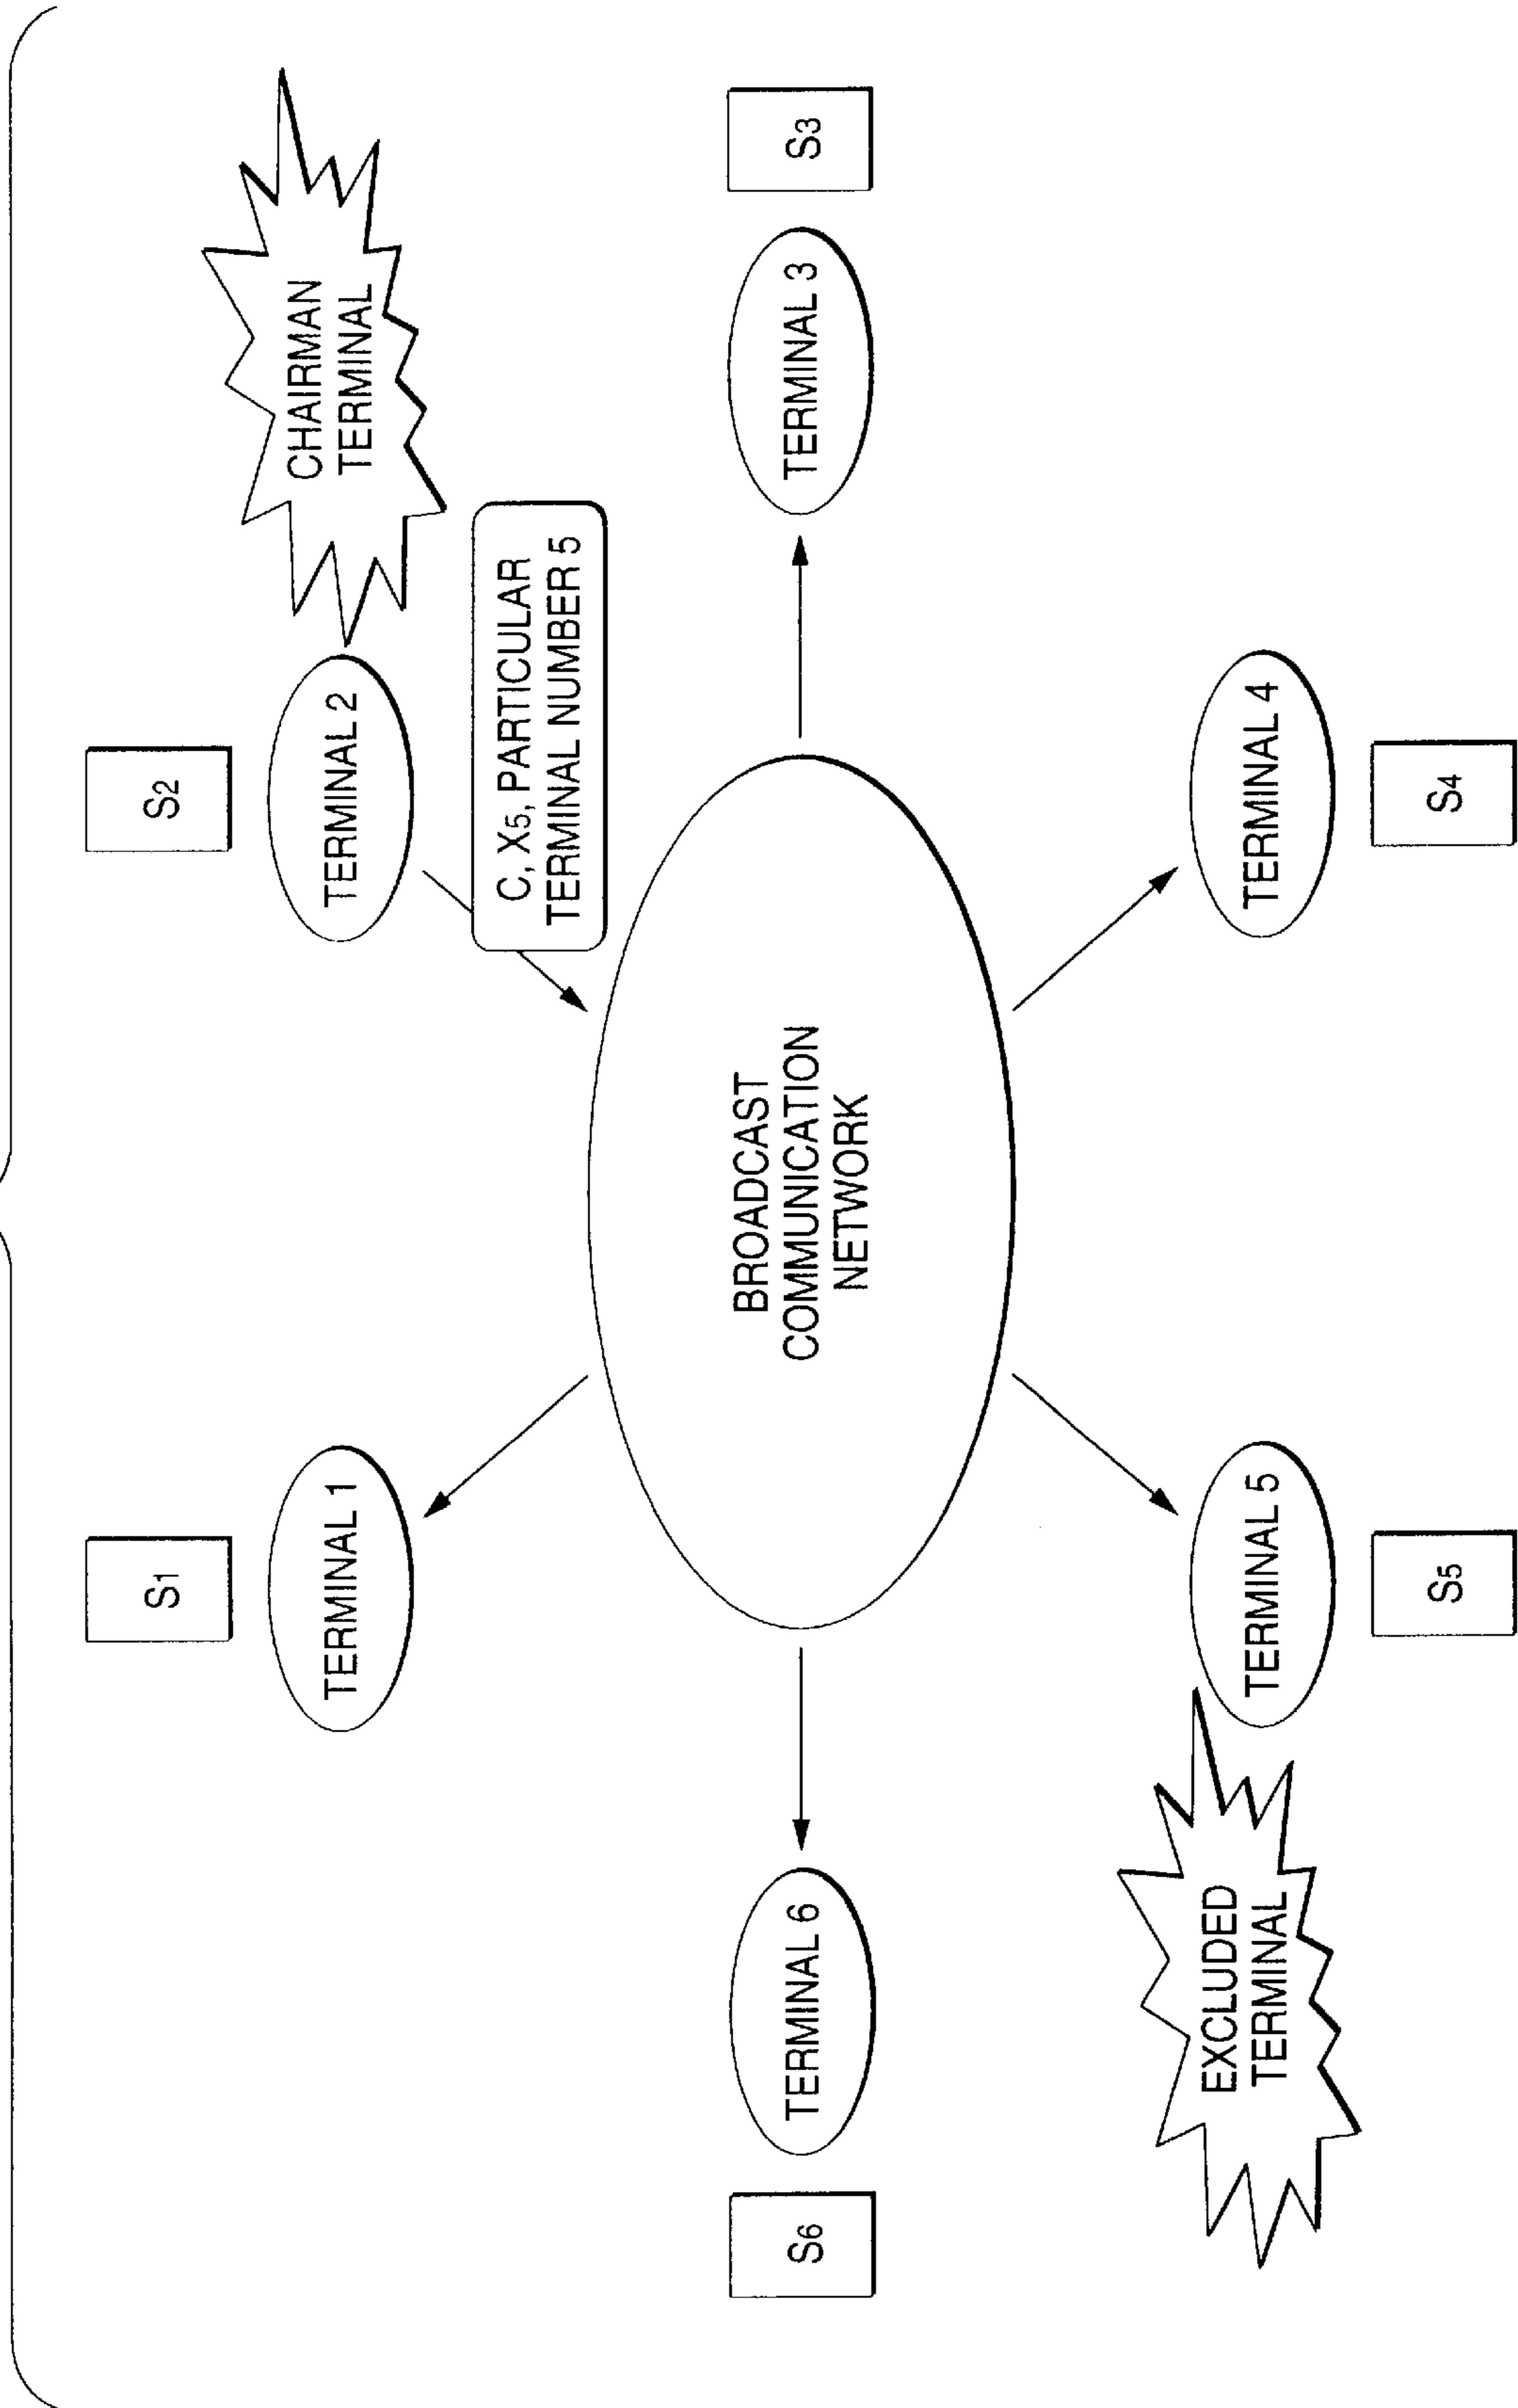 S1
S2
TERMINAL 1
TERMINAL 2
CHAIRMAN
TERMINAL
C, X5, PARTICULAR
TERMINAL NUMBER 5
S6
TERMINAL 6
BROADCAST
COMMUNICATION
NETWORK
TERMINAL 3
S3
EXCLUDED
TERMINAL
TERMINAL 5
TERMINAL 4
S5
S4